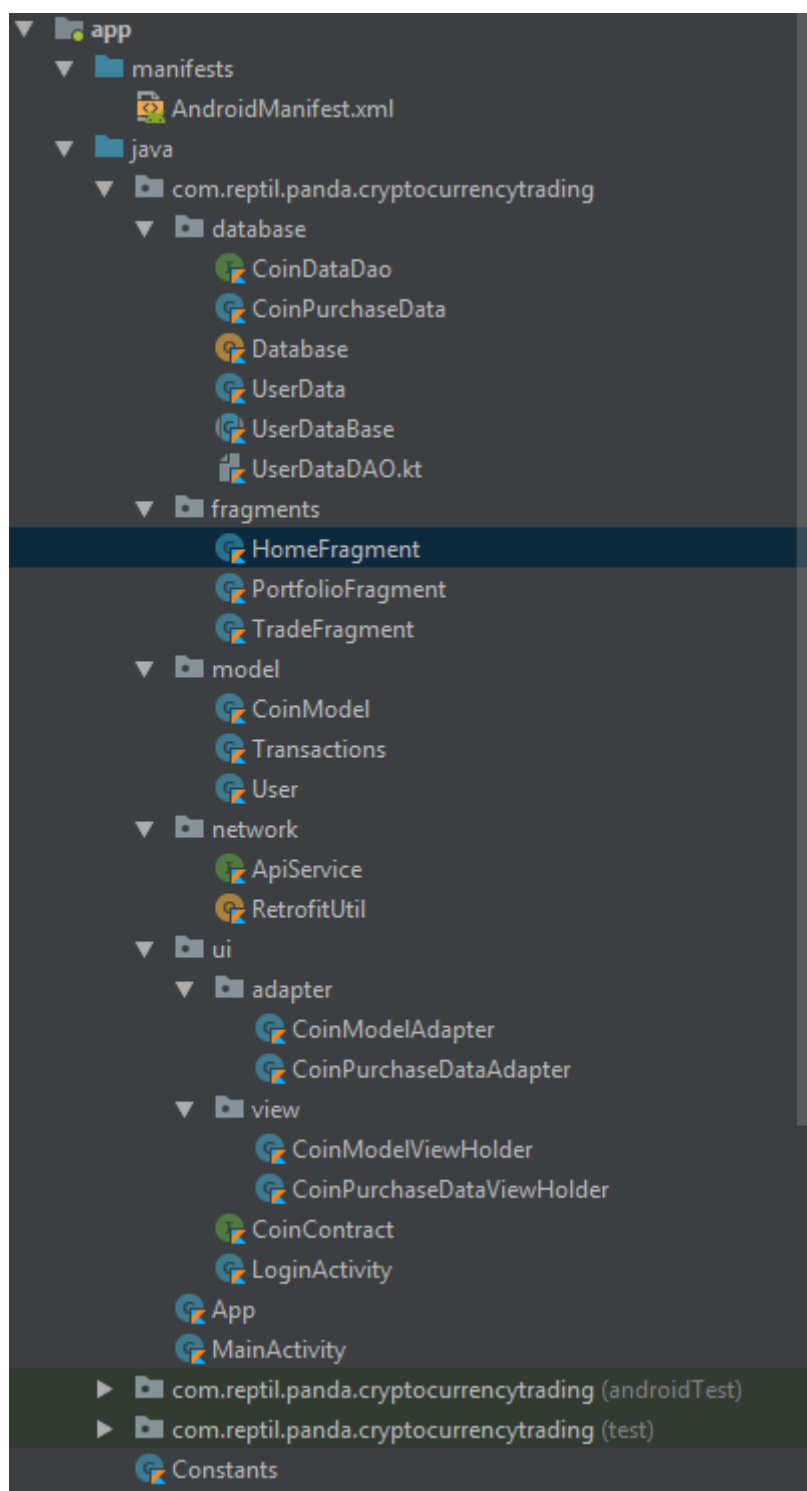 app
manifests
AndroidManifest.xml
java
com.reptil.panda.cryptocurrencytrading
database
CoinDataDao
CoinPurchaseData
Database
UserData
UserDataBase
UserDataDAO.kt
fragments
HomeFragment
PortfolioFragment
TradeFragment
model
CoinModel
Transactions
User
network
ApiService
RetrofitUtil
ui
adapter
CoinModelAdapter
CoinPurchaseDataAdapter
view
CoinModelViewHolder
CoinPurchaseDataViewHolder
CoinContract
LoginActivity
App
MainActivity
com.reptil.panda.cryptocurrencytrading (androidTest)
com.reptil.panda.cryptocurrencytrading (test)
Constants